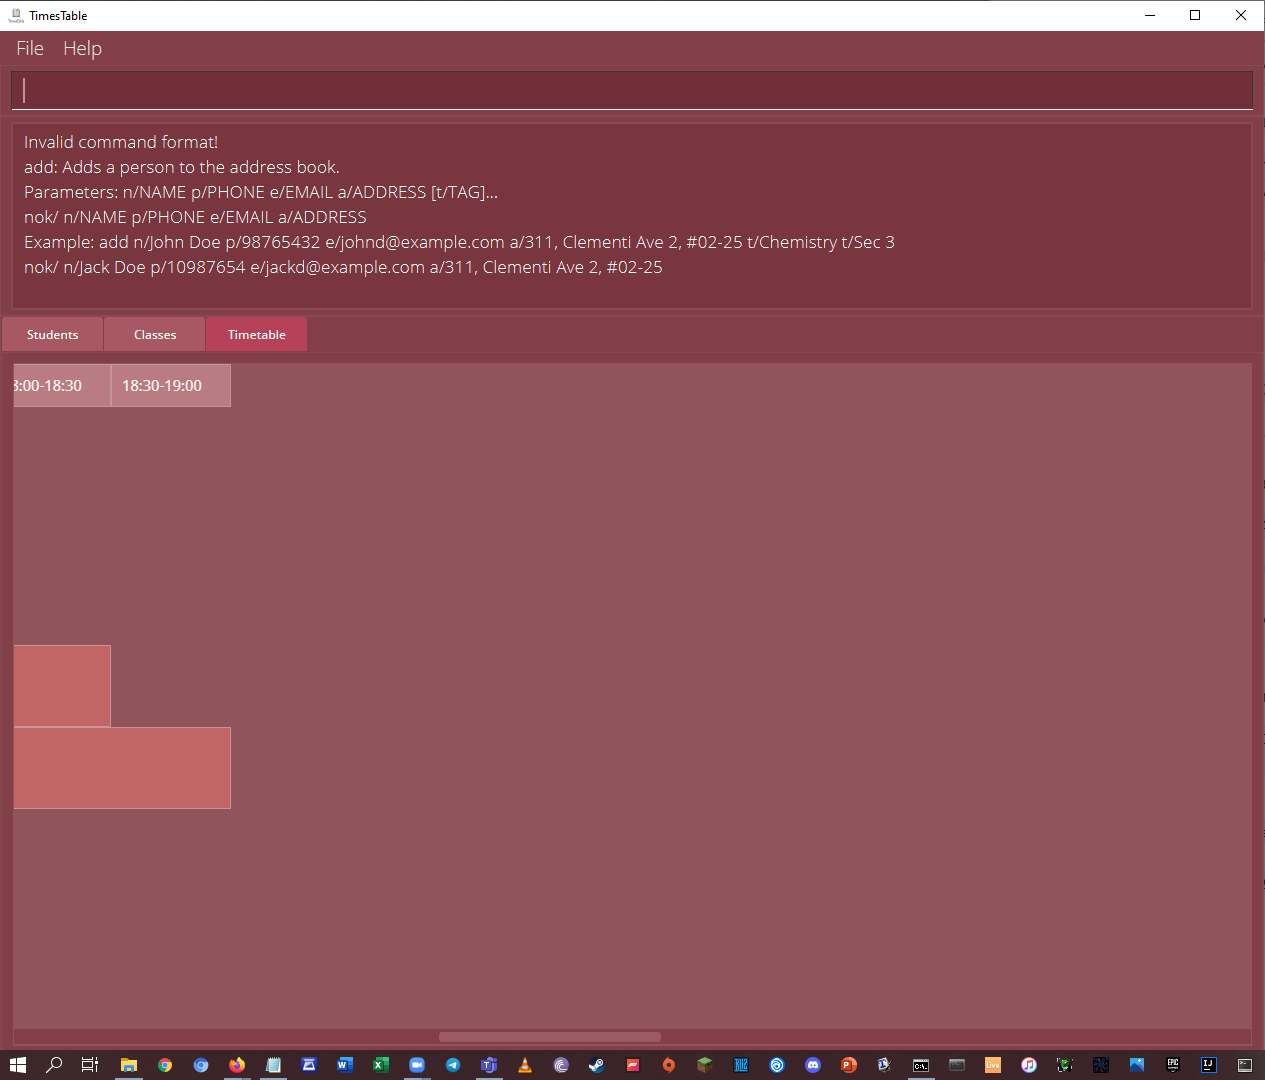 TimesTable
File Help
Invalid command format!
add: Adds a person to the address book.
Parameters: n/NAME p/PHONE e/EMAIL a/ADDRESS [t/TAG]...
nok/ n/NAME p/PHONE e/EMAIL a/ADDRESS
Example: add n/John Doe p/98765432 e/johnd@example.com a/311, Clementi Ave 2, #02-25 t/Chemistry t/Sec 3
nok/ n/Jack Doe p/10987654 e/jackd@example.com a/311, Clementi Ave 2, #02-25
Students Classes Timetable
8:00-18:30 18:30-19:00